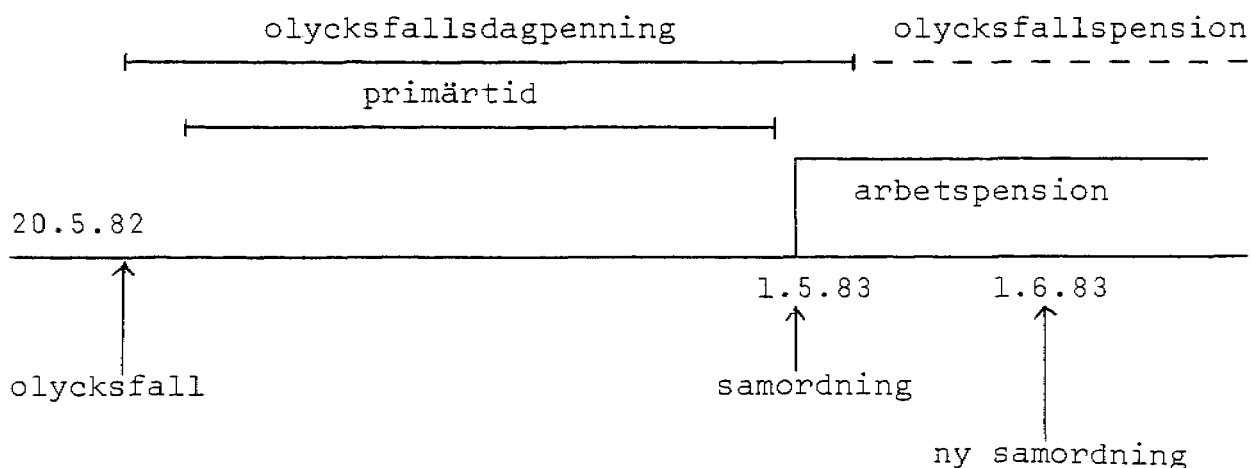 olycksfallsdagpenning olycksfallspension
primärtid
arbetspension
20.5.82
1.5.83 1.6.83
olycksfall samordning
ny samordning